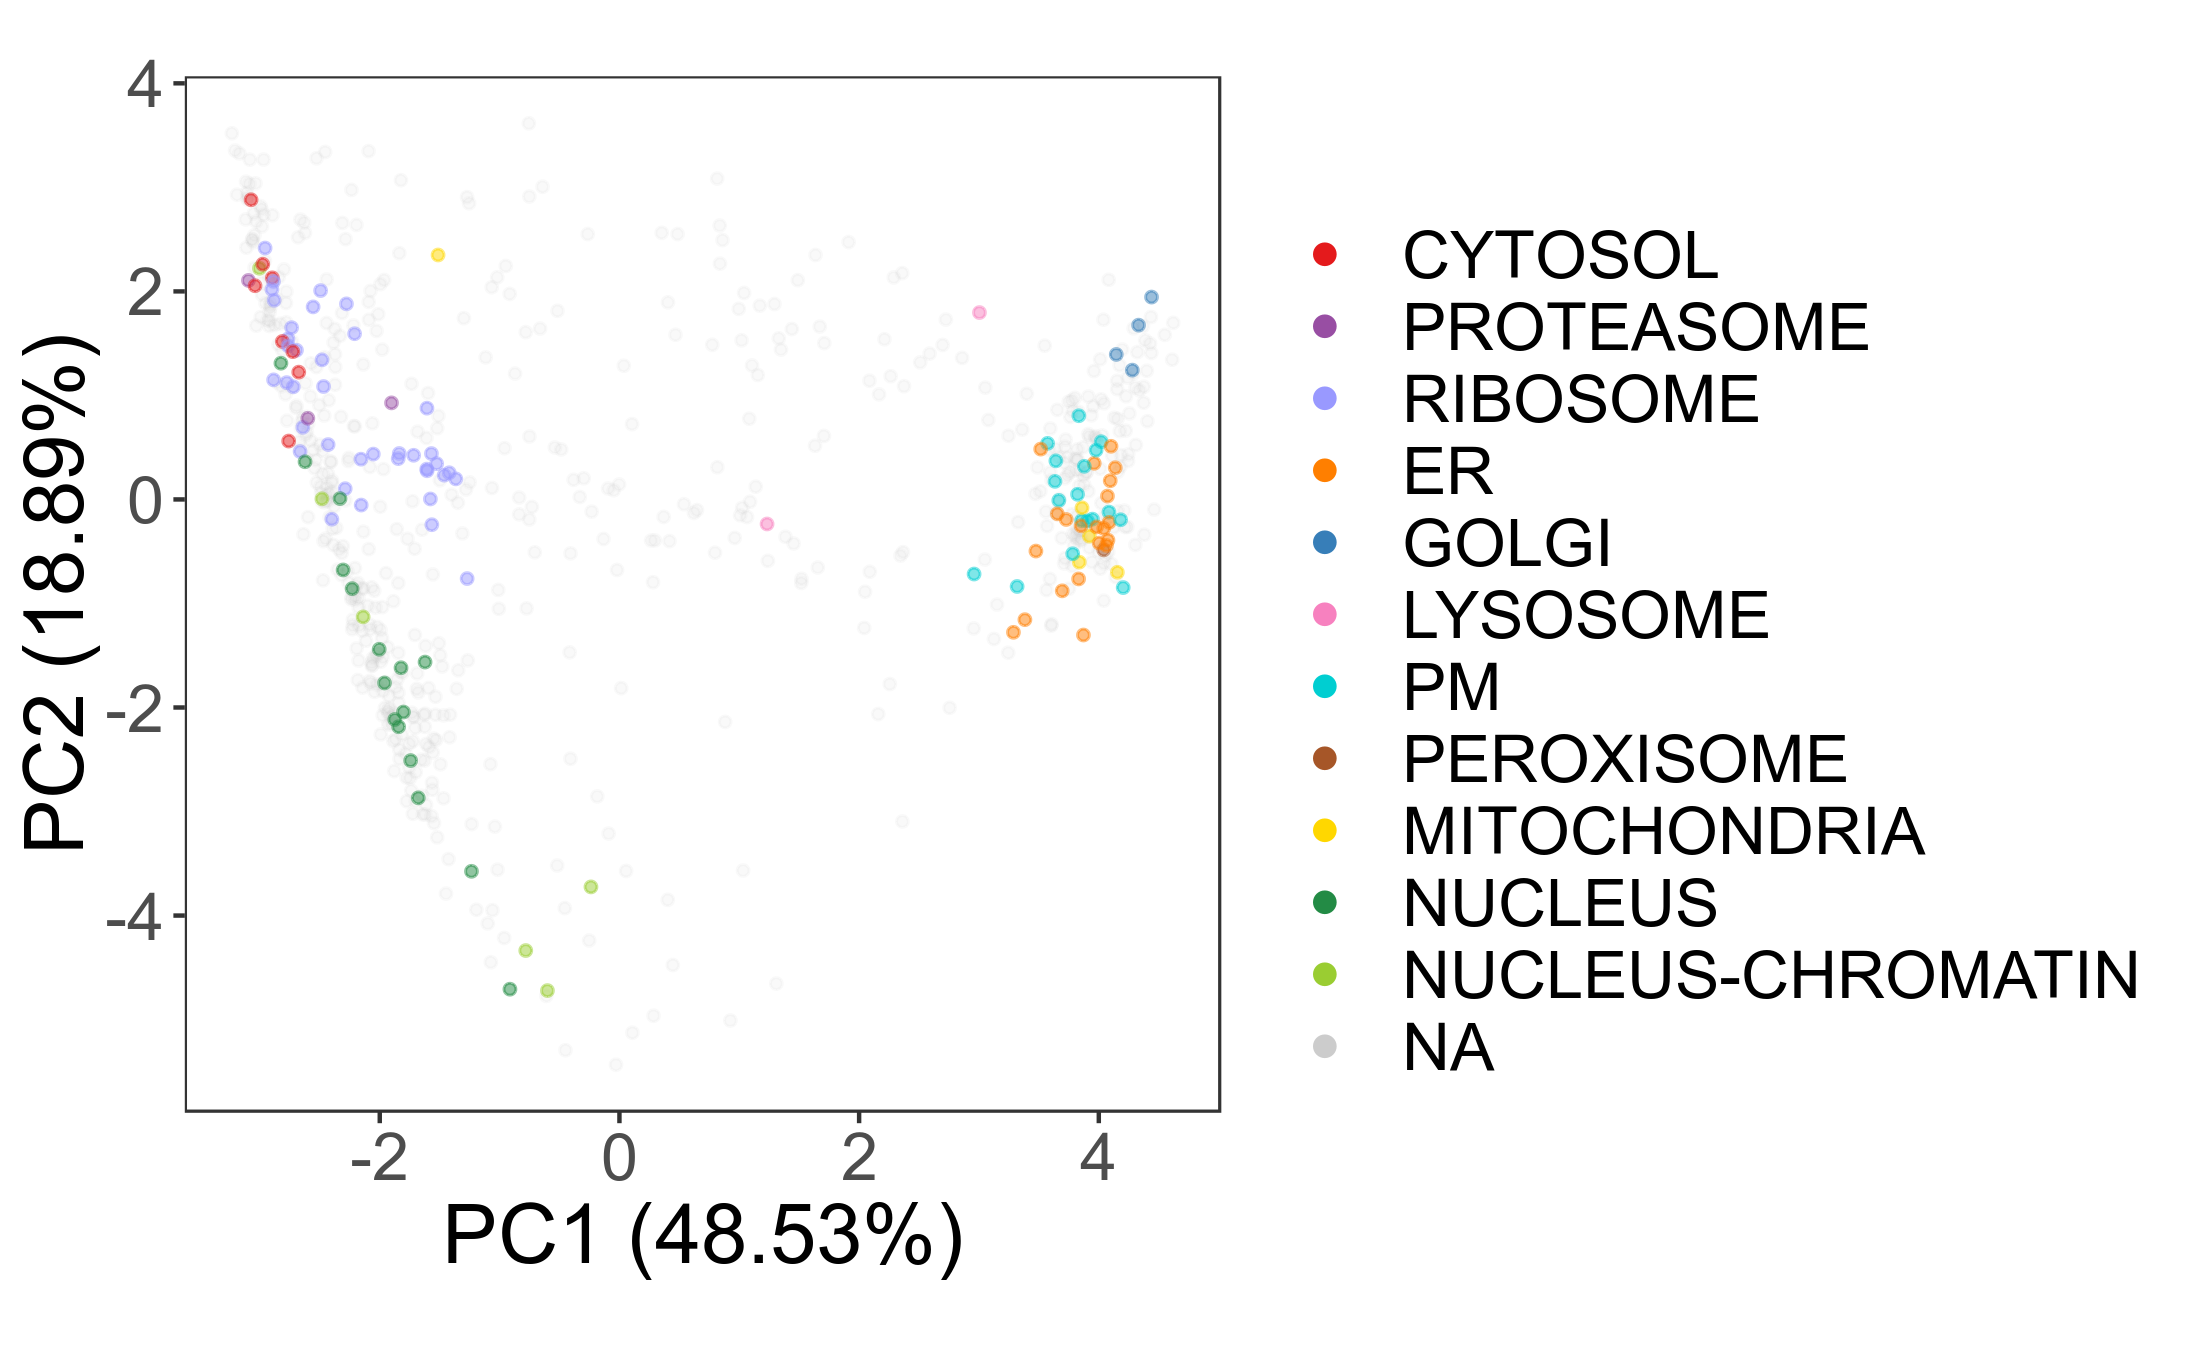 4
2
0
-2
-4
PC2 (18.89%)
-2 0 2 4
PC1 (48.53%)
CYTOSOL
PROTEASOME
RIBOSOME
ER
GOLGI
LYSOSOME
PM
PEROXISOME
MITOCHONDRIA
NUCLEUS
NUCLEUS-CHROMATIN
NA